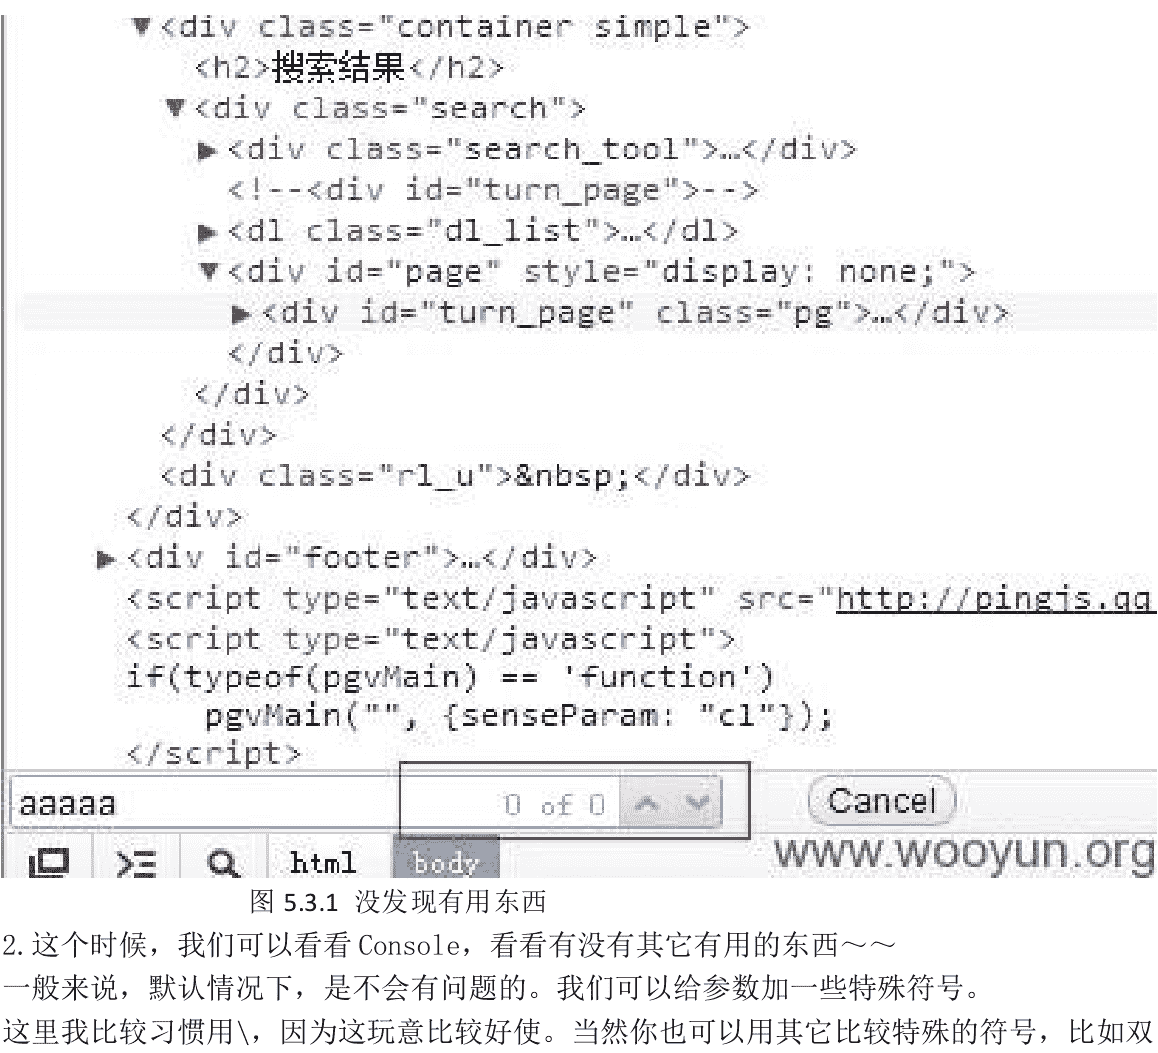 ▼<div class="container simple">
<h2>搜索结果</h2>
▼<div class="search">
▶<div class="search_tool">…</div>
<!--<div id="turn_page">-->
▶<dl class="dl_list">…</dl>
▼<div id="page" style="display: none;">
▶<div id="turn_page" class="pg">…</div>
</div>
</div>
</div>
<div class="rl_u">&nbsp;</div>
</div>
▶<div id="footer">…</div>
<script type="text/javascript" src="http://pingjs.qq.
<script type="text/javascript">
if(typeof(pgvMain) == 'function')
pgvMain("", {senseParam: "cl"});
</script>
aaaaa 0 of 0 Cancel
html body www.wooyun.org
图 5.3.1 没发现有用东西
2.这个时候，我们可以看看Console，看看有没有其它有用的东西～～
一般来说，默认情况下，是不会有问题的。我们可以给参数加一些特殊符号。
这里我比较习惯用\，因为这玩意比较好使。当然你也可以用其它比较特殊的符号，比如双